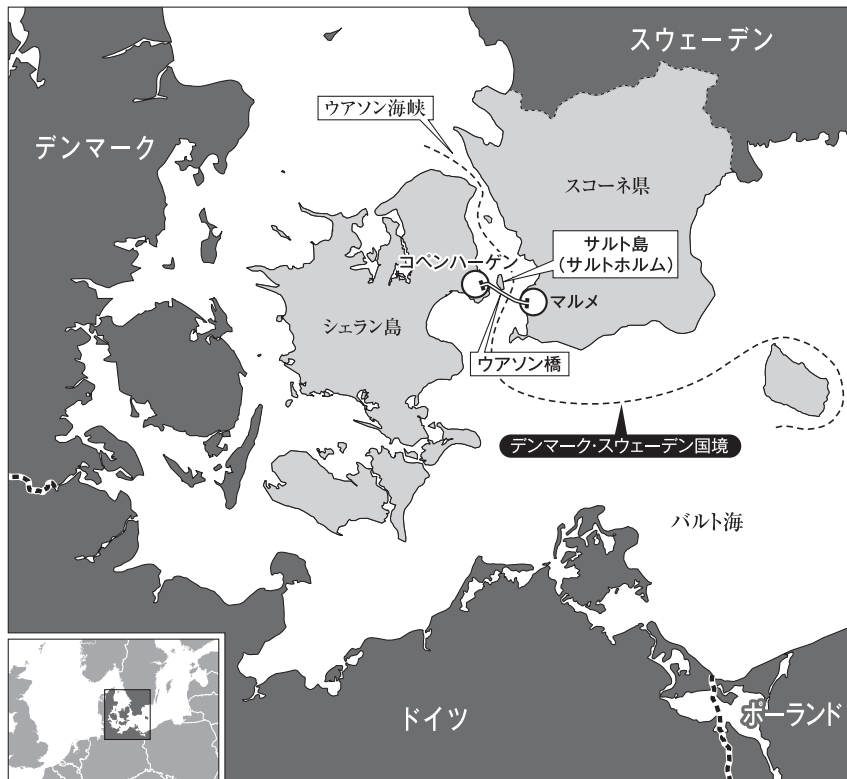 スウェーデン
ウアソン海峡
デンマーク
スコーネ県
サルト島
(サルトホルム)
コペンハーゲン
マルメ
シェラン島
ウアソン橋
デンマーク・スウェーデン国境
バルト海
ドイツ
ポーランド